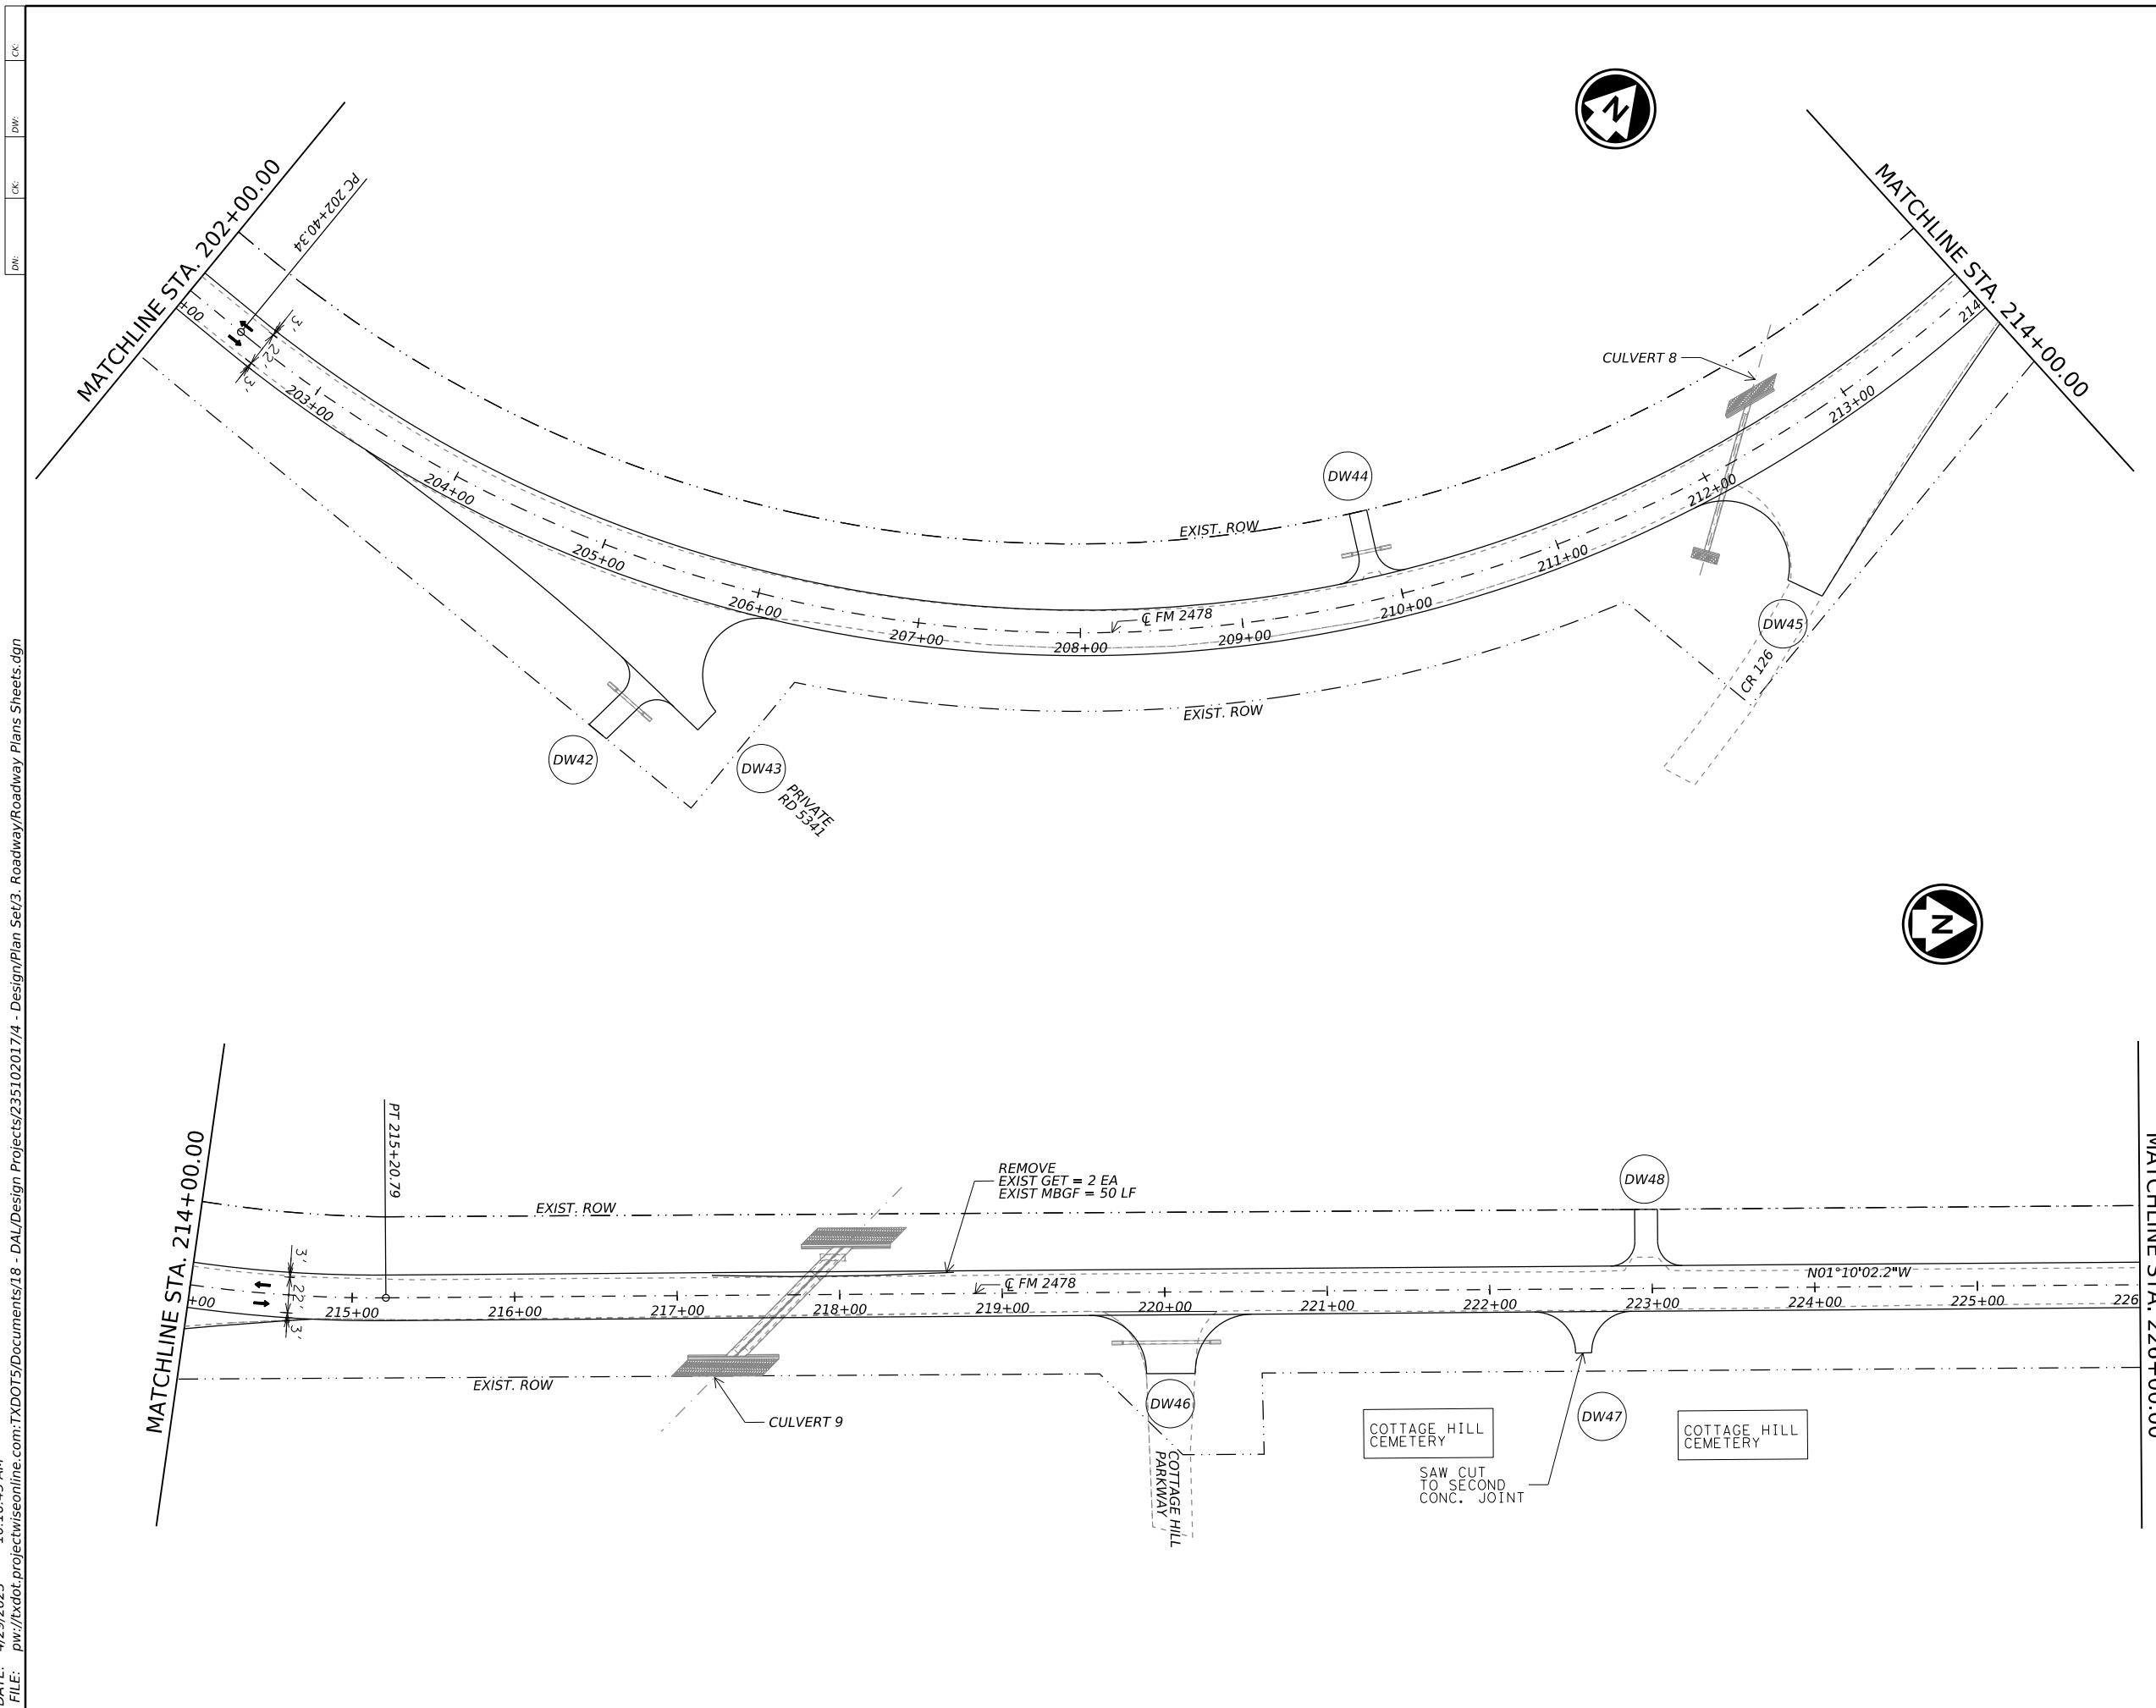 CK:
DW:
CK:
DN:
FILE: pw://txdot.projectwiseonline.com:TXDOT5/Documents/18 - DAL/Design Projects/235102017/4 - Design/Plan Set/3. Roadway/Roadway Plans Sheets.dgn
MATCHLINE STA. 202+00.00
PC 202+40.34
N
MATCHLINE STA. 214+00.00
+00
3'
22'
3'
203+00
204+00
205+00
206+00
207+00
208+00
209+00
210+00
211+00
212+00
213+00
214
CULVERT 8
DW44
EXIST. ROW
℄ FM 2478
EXIST. ROW
DW45
CR 126
DW42
DW43
PRIVATE
RD 5341
N
MATCHLINE STA. 214+00.00
PT 215+20.79
EXIST. ROW
REMOVE
EXIST GET = 2 EA
EXIST MBGF = 50 LF
DW48
N01°10'02.2"W
℄ FM 2478
3'
22'
3'
+00
215+00
216+00
217+00
218+00
219+00
220+00
221+00
222+00
223+00
224+00
225+00
226
EXIST. ROW
CULVERT 9
DW46
DW47
COTTAGE HILL
CEMETERY
COTTAGE HILL
CEMETERY
COTTAGE HILL
PARKWAY
SAW CUT
TO SECOND
CONC. JOINT
MATCHLINE STA. 226+00.00